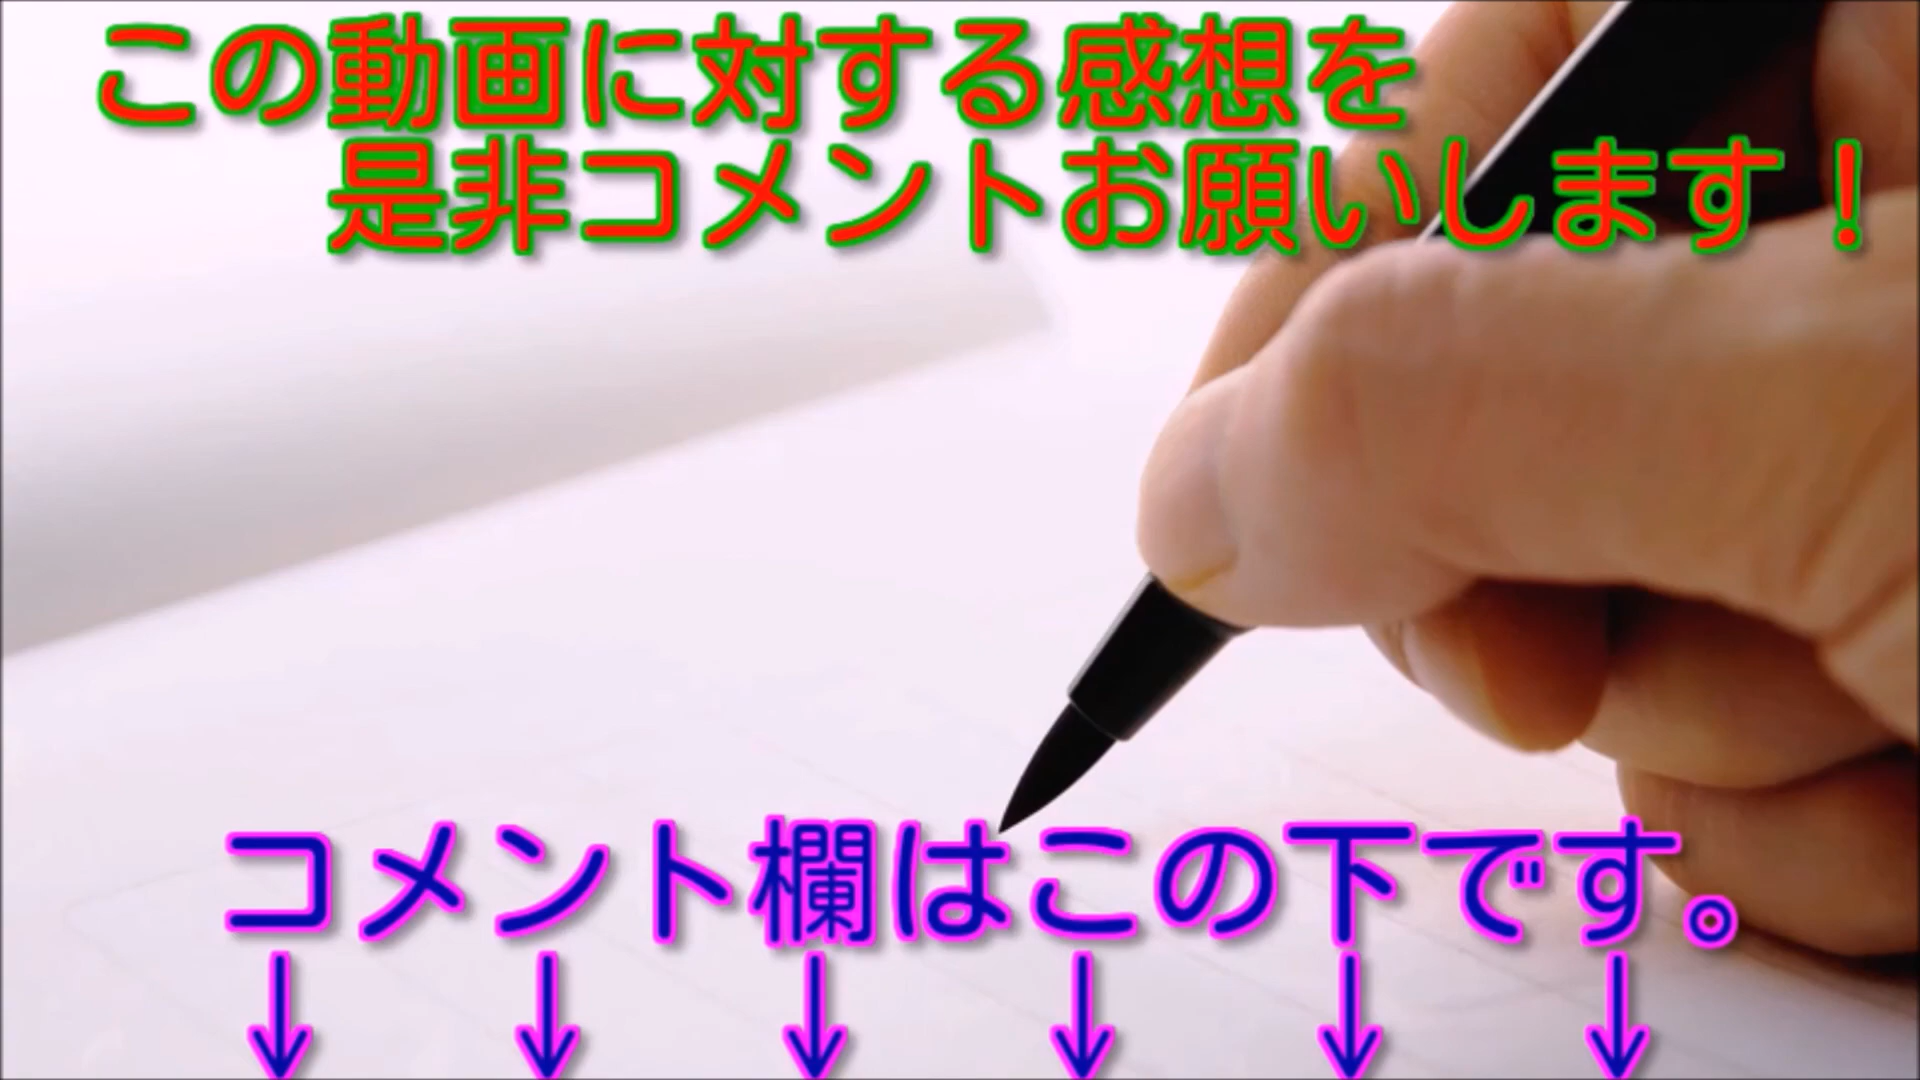 この動画に対する感想を
是非コメントお願いします！
コメント欄はこの下です。
↓ ↓ ↓ ↓ ↓ ↓